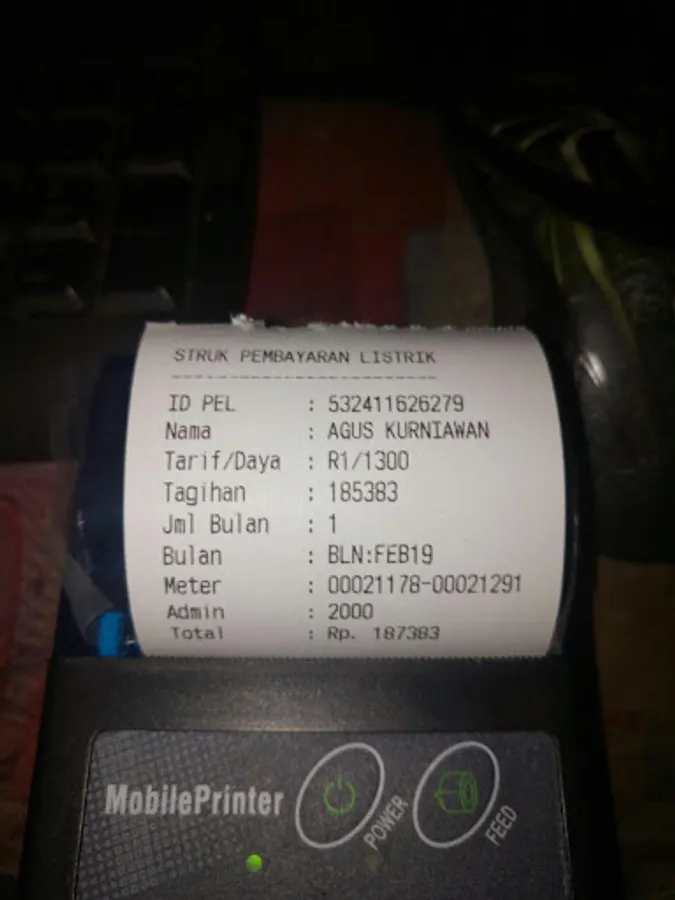 STRUK PEMBAYARAN LISTRIK
--------------------------------
ID PEL : 532411626279
Nama : AGUS KURNIAWAN
Tarif/Daya : R1/1300
Tagihan : 185383
Jml Bulan : 1
Bulan : BLN:FEB19
Meter : 00021178-00021291
Admin : 2000
Total : Rp. 187383
MobilePrinter
POWER
FEED